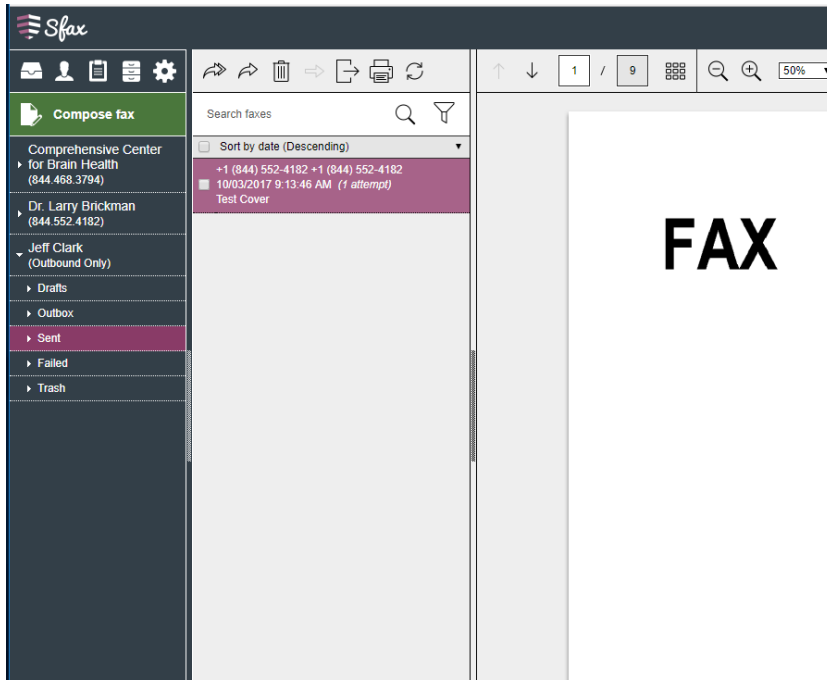 Sfax
Compose fax
Comprehensive Center
for Brain Health
(844.468.3794)
Dr. Larry Brickman
(844.552.4182)
Jeff Clark
(Outbound Only)
Drafts
Outbox
Sent
Failed
Trash
Search faxes
Sort by date (Descending)
+1 (844) 552-4182 +1 (844) 552-4182
10/03/2017 9:13:46 AM (1 attempt)
Test Cover
1 / 9
50%
FAX